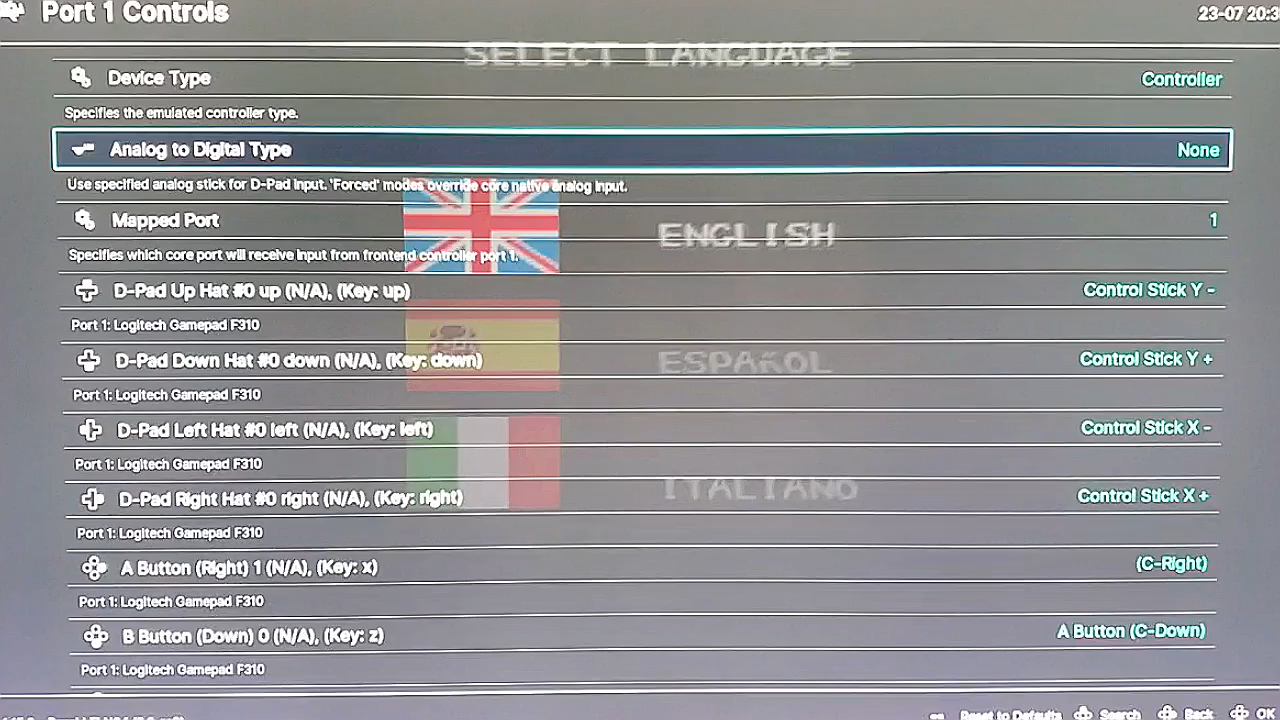 Port 1 Controls 23-07 20:3
SELECT LANGUAGE
Device Type Controller
Specifies the emulated controller type.
Analog to Digital Type None
Use specified analog stick for D-Pad input. 'Forced' modes override core native analog input.
Mapped Port 1
ENGLISH
Specifies which core port will receive input from frontend controller port 1.
D-Pad Up Hat #0 up (N/A), (Key: up) Control Stick Y -
Port 1: Logitech Gamepad F310
D-Pad Down Hat #0 down (N/A), (Key: down) Control Stick Y +
ESPAÑOL
Port 1: Logitech Gamepad F310
D-Pad Left Hat #0 left (N/A), (Key: left) Control Stick X -
Port 1: Logitech Gamepad F310
D-Pad Right Hat #0 right (N/A), (Key: right) Control Stick X +
ITALIANO
Port 1: Logitech Gamepad F310
A Button (Right) 1 (N/A), (Key: x) (C-Right)
Port 1: Logitech Gamepad F310
B Button (Down) 0 (N/A), (Key: z) A Button (C-Down)
Port 1: Logitech Gamepad F310
Reset to Defaults Search Back OK